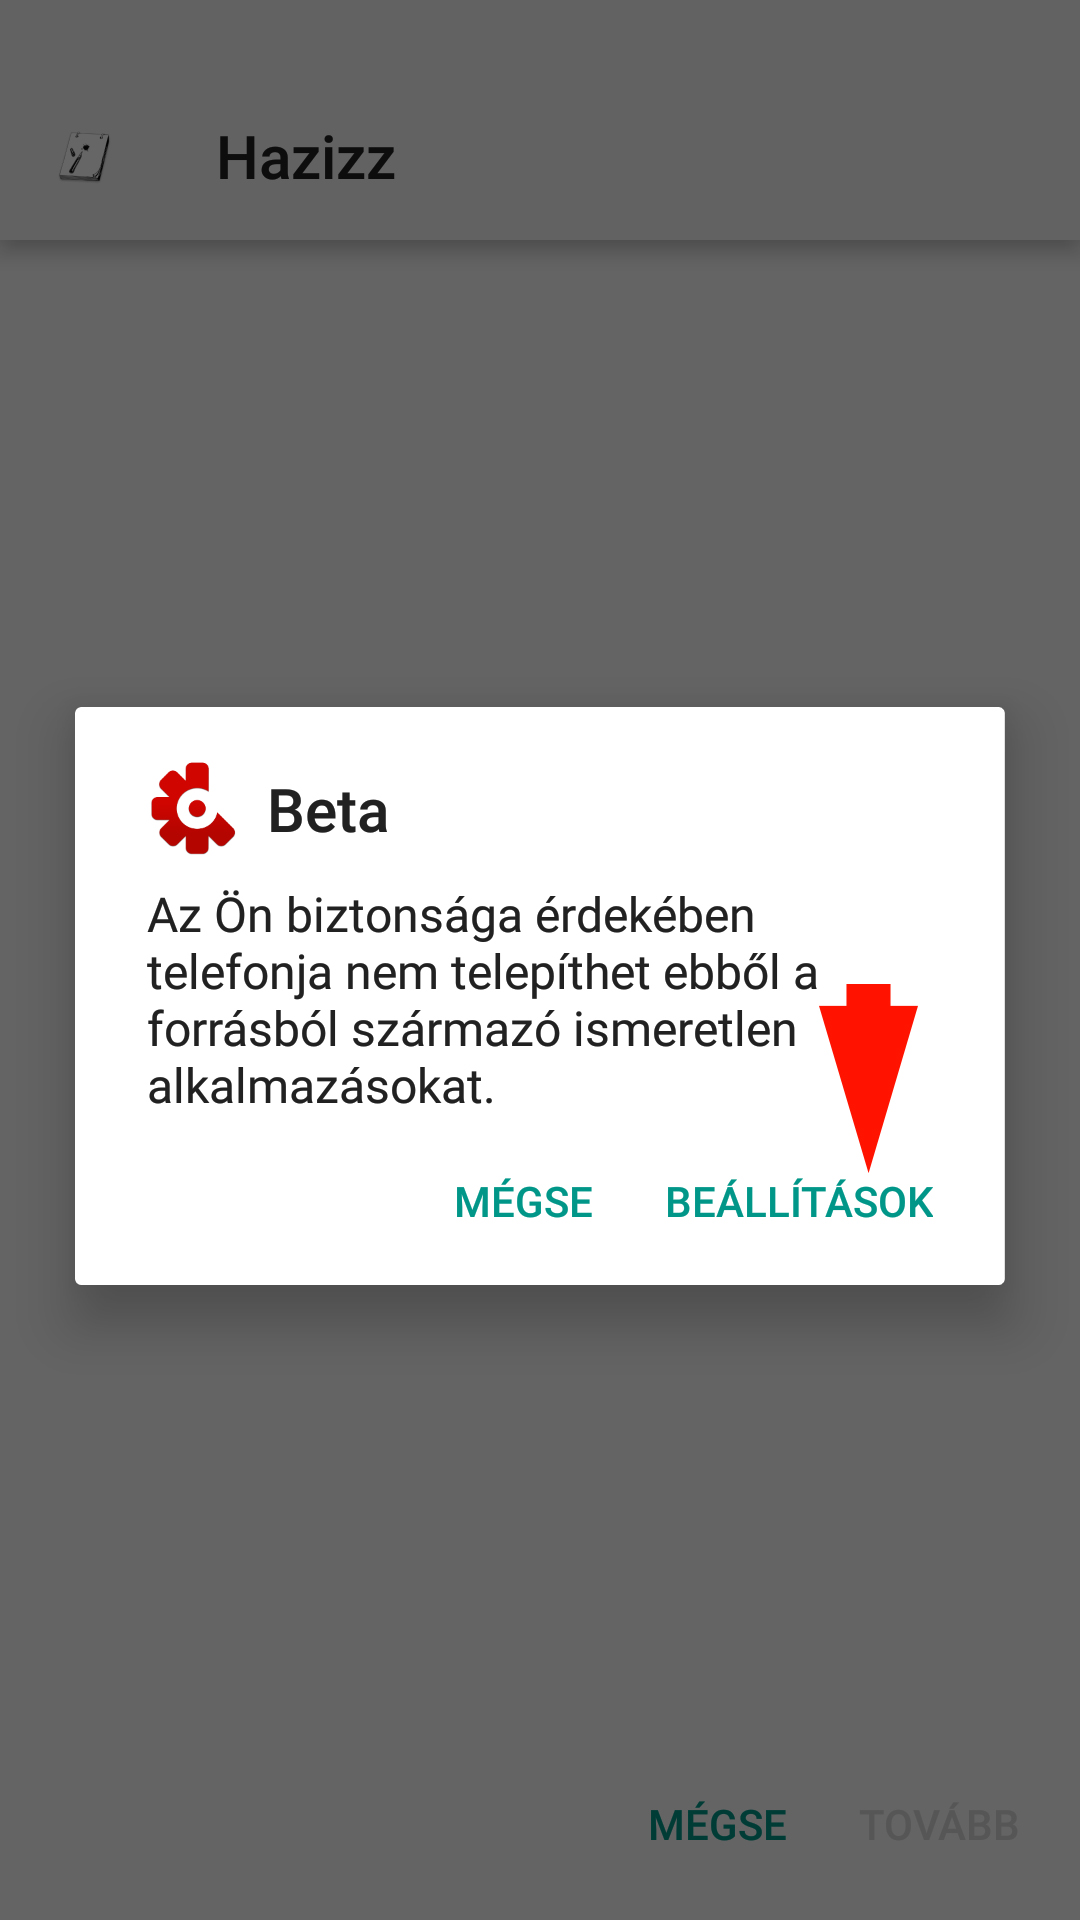 Hazizz
Beta
Az Ön biztonsága érdekében
telefonja nem telepíthet ebből a
forrásból származó ismeretlen
alkalmazásokat.
MÉGSE BEÁLLÍTÁSOK
MÉGSE TOVÁBB